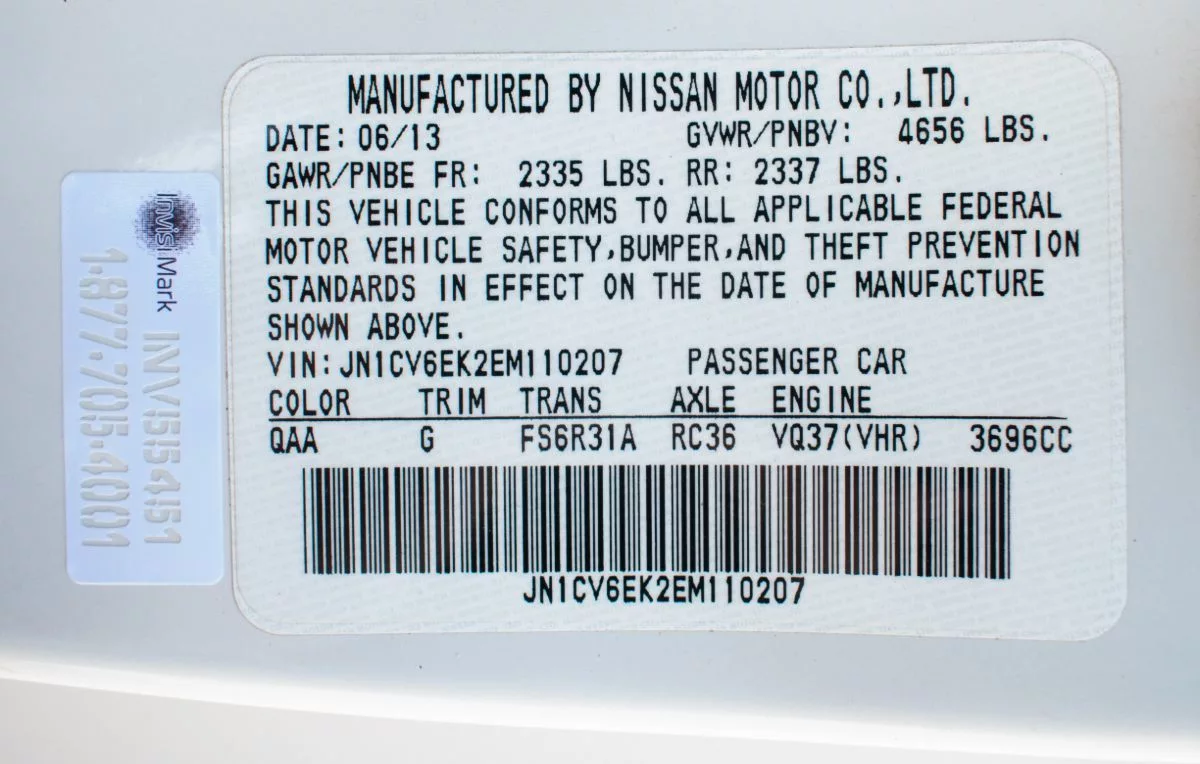 MANUFACTURED BY NISSAN MOTOR CO.,LTD.
DATE: 06/13 GVWR/PNBV: 4656 LBS.
GAWR/PNBE FR: 2335 LBS. RR: 2337 LBS.
THIS VEHICLE CONFORMS TO ALL APPLICABLE FEDERAL
MOTOR VEHICLE SAFETY,BUMPER,AND THEFT PREVENTION
STANDARDS IN EFFECT ON THE DATE OF MANUFACTURE
SHOWN ABOVE.
VIN: JN1CV6EK2EM110207 PASSENGER CAR
COLOR TRIM TRANS AXLE ENGINE
QAA G FS6R31A RC36 VQ37(VHR) 3696CC
JN1CV6EK2EM110207
InvisiMark
INV5154151
1·877·705·4001